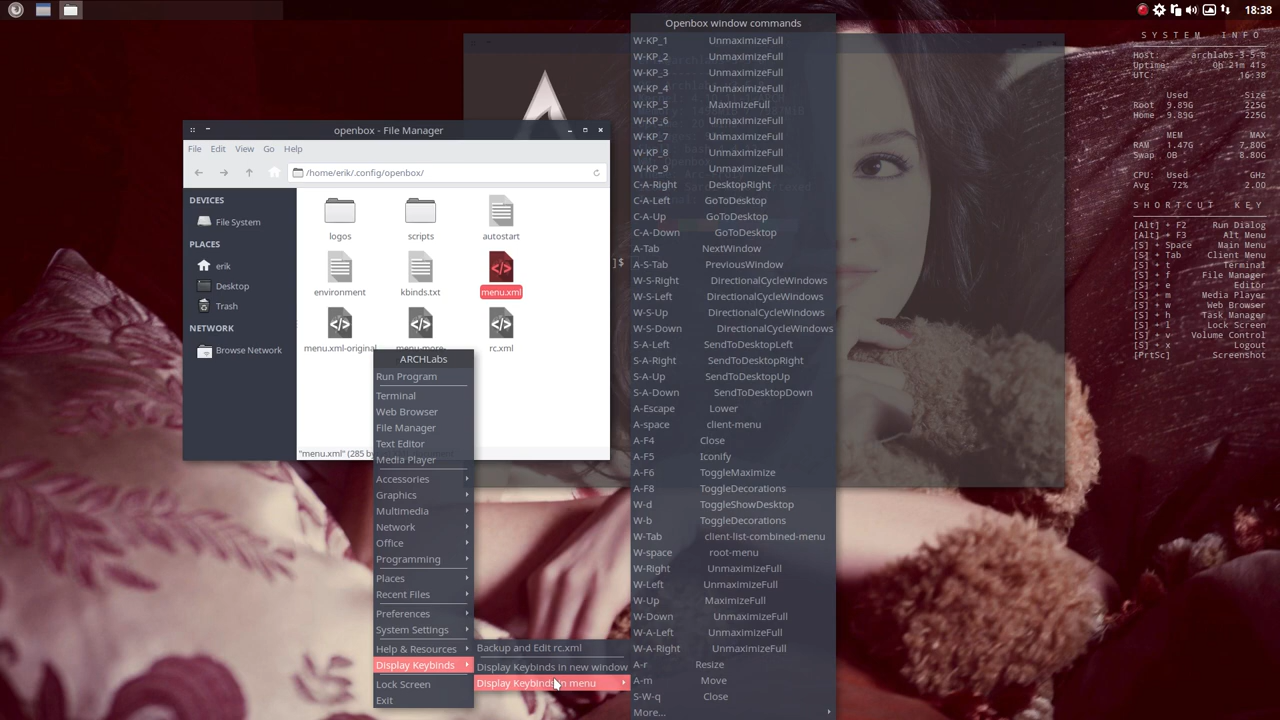 18:38
openbox - File Manager
File Edit View Go Help
/home/erik/.config/openbox/
DEVICES
File System
PLACES
erik
Desktop
Trash
NETWORK
Browse Network
logos
scripts
autostart
environment
kbinds.txt
menu.xml
menu.xml-original
menu-more-
rc.xml
"menu.xml" (285 by
]$
ARCHLabs
Run Program
Terminal
Web Browser
File Manager
Text Editor
Media Player
Accessories
Graphics
Multimedia
Network
Office
Programming
Places
Recent Files
Preferences
System Settings
Help & Resources
Display Keybinds
Lock Screen
Exit
Backup and Edit rc.xml
Display Keybinds in new window
Display Keybinds in menu
Openbox window commands
W-KP_1 UnmaximizeFull
W-KP_2 UnmaximizeFull
W-KP_3 UnmaximizeFull
W-KP_4 UnmaximizeFull
W-KP_5 MaximizeFull
W-KP_6 UnmaximizeFull
W-KP_7 UnmaximizeFull
W-KP_8 UnmaximizeFull
W-KP_9 UnmaximizeFull
C-A-Right DesktopRight
C-A-Left GoToDesktop
C-A-Up GoToDesktop
C-A-Down GoToDesktop
A-Tab NextWindow
A-S-Tab PreviousWindow
W-S-Right DirectionalCycleWindows
W-S-Left DirectionalCycleWindows
W-S-Up DirectionalCycleWindows
W-S-Down DirectionalCycleWindows
S-A-Left SendToDesktopLeft
S-A-Right SendToDesktopRight
S-A-Up SendToDesktopUp
S-A-Down SendToDesktopDown
A-Escape Lower
A-space client-menu
A-F4 Close
A-F5 Iconify
A-F6 ToggleMaximize
A-F8 ToggleDecorations
W-d ToggleShowDesktop
W-b ToggleDecorations
W-Tab client-list-combined-menu
W-space root-menu
W-Right UnmaximizeFull
W-Left UnmaximizeFull
W-Up MaximizeFull
W-Down UnmaximizeFull
W-A-Left UnmaximizeFull
W-A-Right UnmaximizeFull
A-r Resize
A-m Move
S-W-q Close
More...
SYSTEM INFO
Host: archlabs-3-5-8
Uptime: 0h 21m 41s
UTC: 16:38
Used Size
Root 9.89G 225G
Home 9.89G 225G
MEM MAX
RAM 1.47G 7.80G
Swap 0B 8.80G
CPU: Used GHz
Avg 72% 2.00
SHORTCUT KEY
[Alt] + F2 Run Dialog
[Alt] + F3 Alt Menu
[S] + Space Main Menu
[S] + Tab Client Menu
[S] + t Terminal
[S] + f File Manager
[S] + e Editor
[S] + m Media Player
[S] + w Web Browser
[S] + h Task Manager
[S] + l Lock Screen
[S] + v Volume Control
[S] + x Logout
[PrtSc] Screenshot